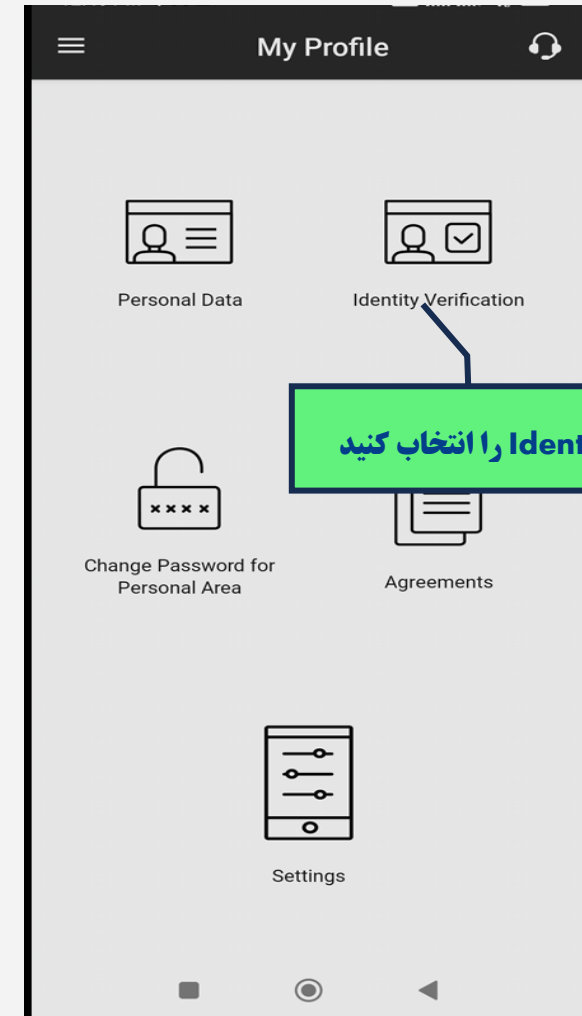 My Profile
Personal Data
Identity Verification
را انتخاب کنید
Change Password for
Personal Area
Agreements
Settings